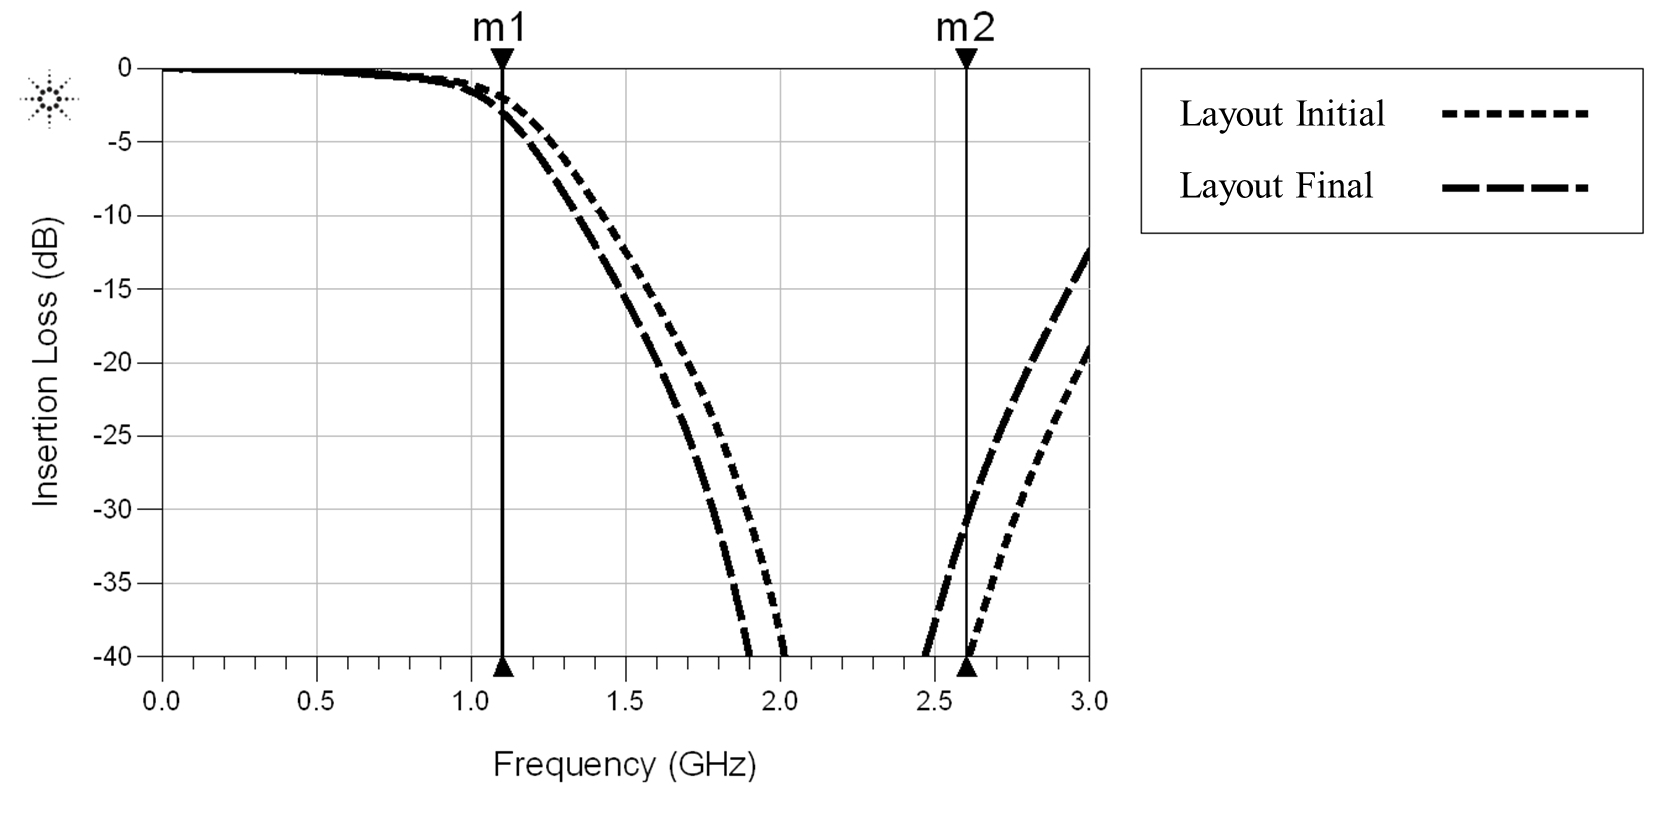 m1 m2
0
-5
-10
-15
-20
-25
-30
-35
-40
Insertion Loss (dB)
0.0 0.5 1.0 1.5 2.0 2.5 3.0
Frequency (GHz)
Layout Initial
Layout Final